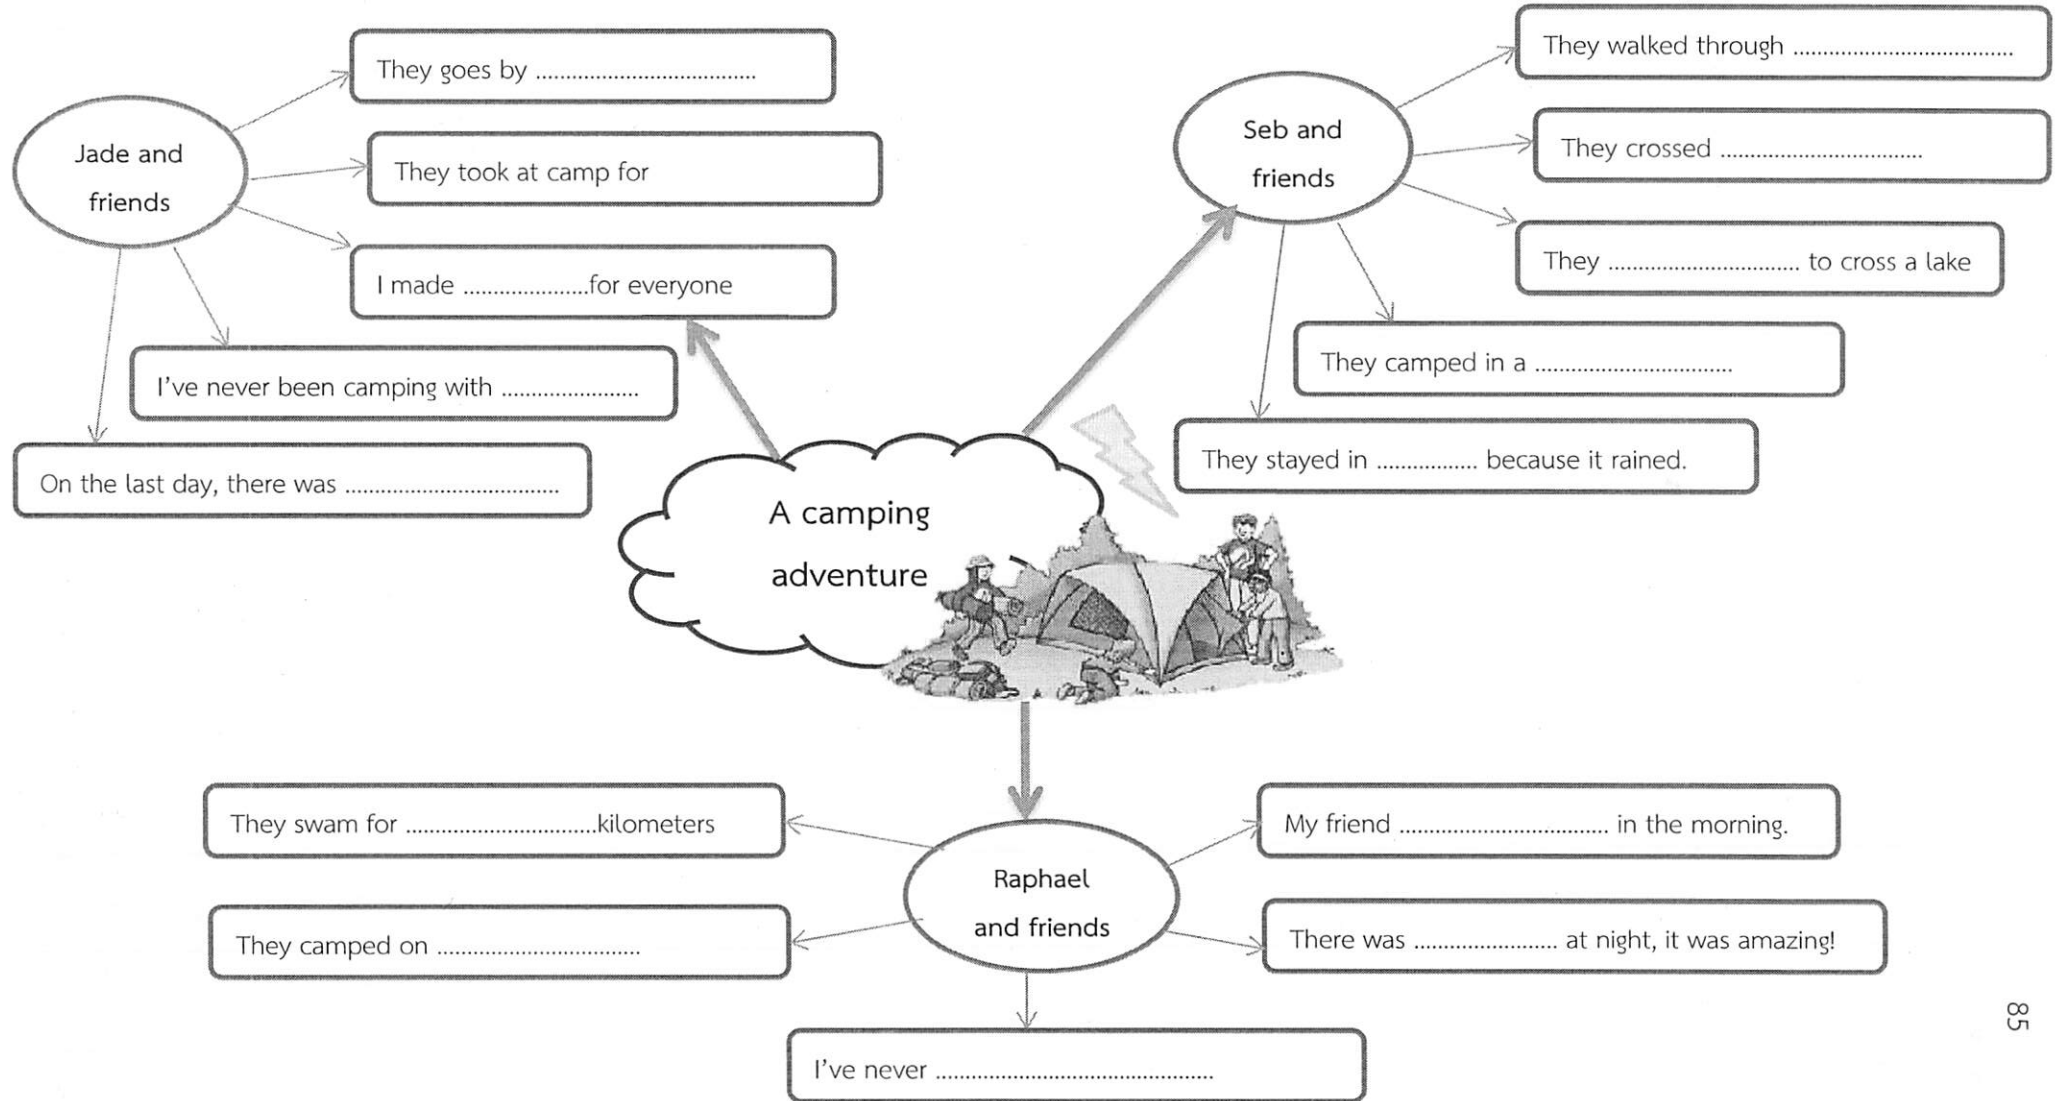 They goes by ....................................
Jade and
friends
They took at camp for
I made .....................for everyone
I've never been camping with .......................
On the last day, there was ....................................
Seb and
friends
They walked through .....................................
They crossed ..................................
They ................................ to cross a lake
They camped in a .................................
They stayed in ................. because it rained.
A camping
adventure
They swam for ................................kilometers
They camped on ..................................
Raphael
and friends
My friend ................................... in the morning.
There was ........................ at night, it was amazing!
I've never ...............................................
85